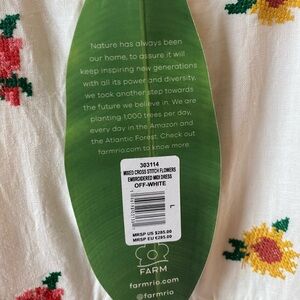 Nature has always been
our home, to assure it will
keep inspiring new generations
with all its power and diversity,
we took another step towards
the future we believe in. We are
planting 1,000 trees per day,
every day in the Amazon and
the Atlantic Forest. Check out
farmrio.com to know more.
303114
MIXED CROSS STITCH FLOWERS
EMBROIDERED MIDI DRESS
OFF-WHITE
L
MRSP US $285.00
MRSP EU €285.00
FARM
farmrio.com
@farmrio